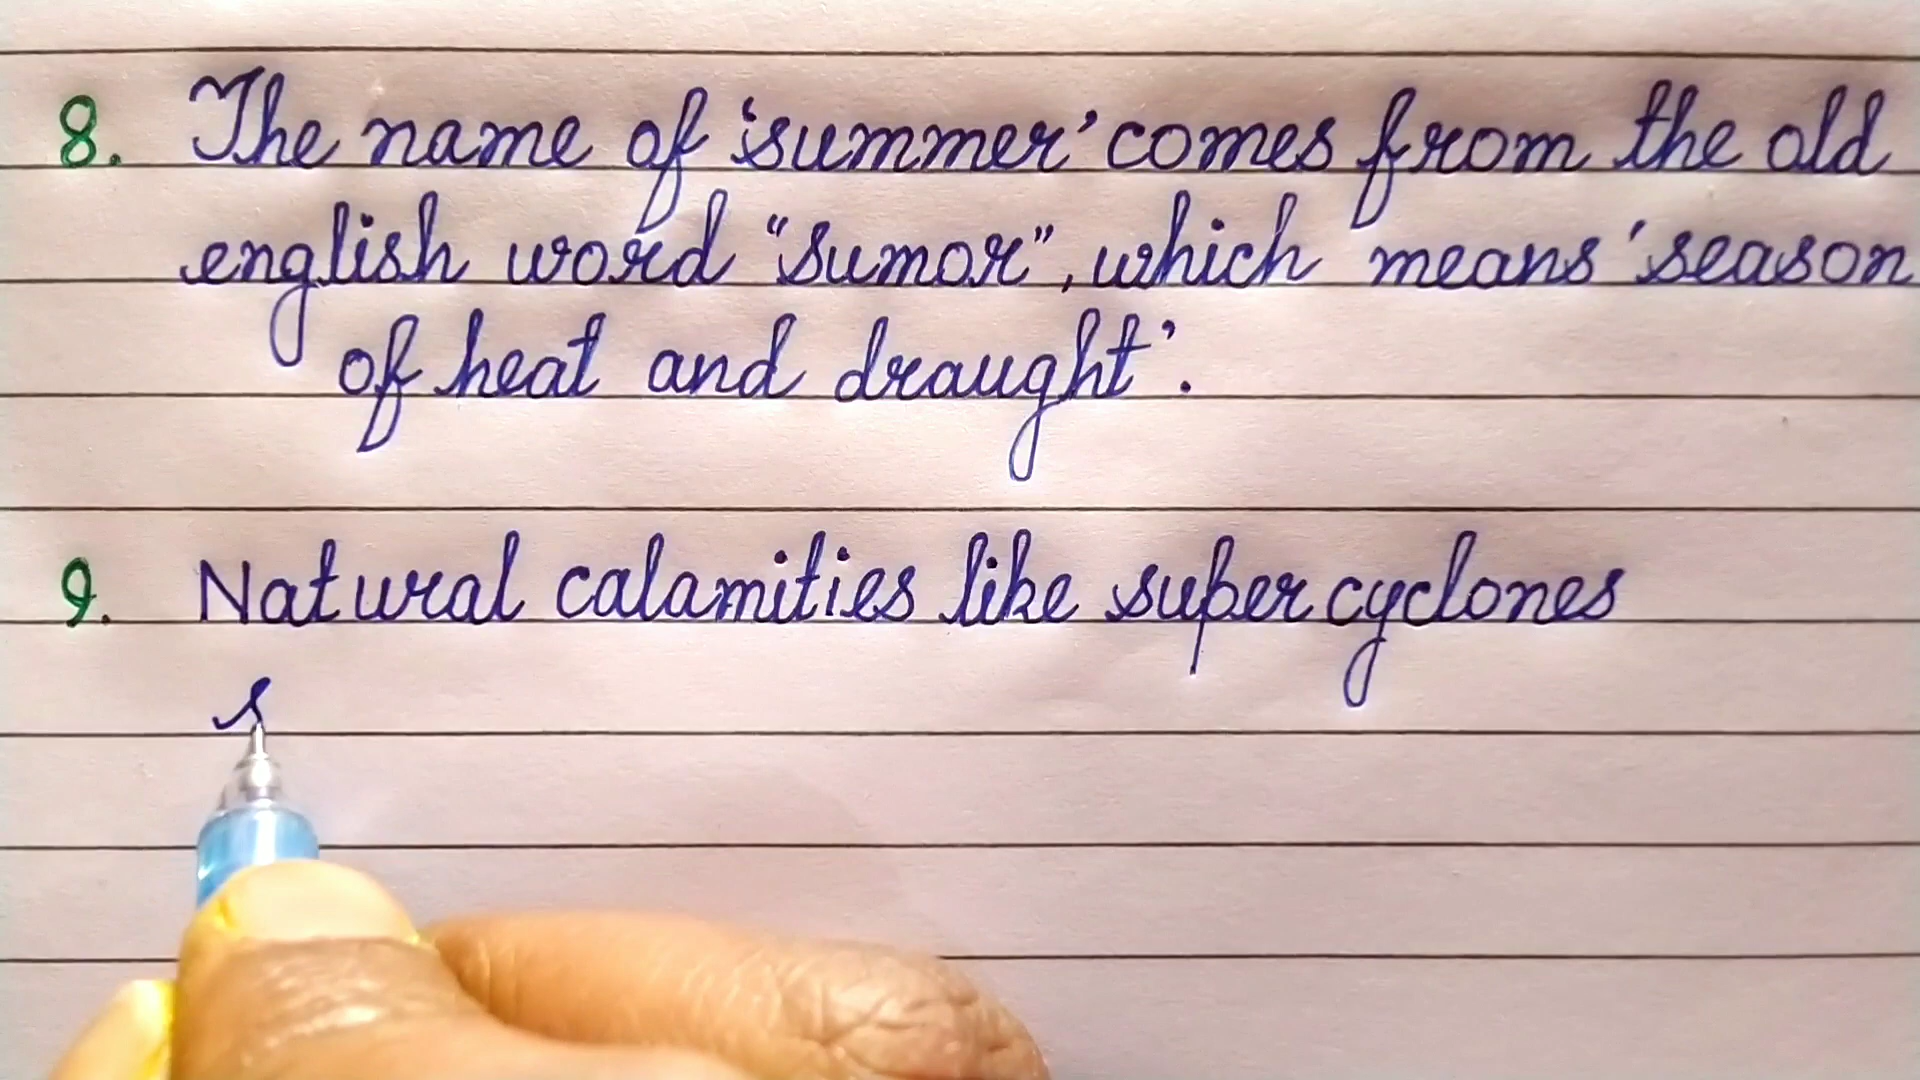 8. The name of 'summer' comes from the old
english word "sumor", which means 'season
of heat and draught'.
9. Natural calamities like super cyclones
s